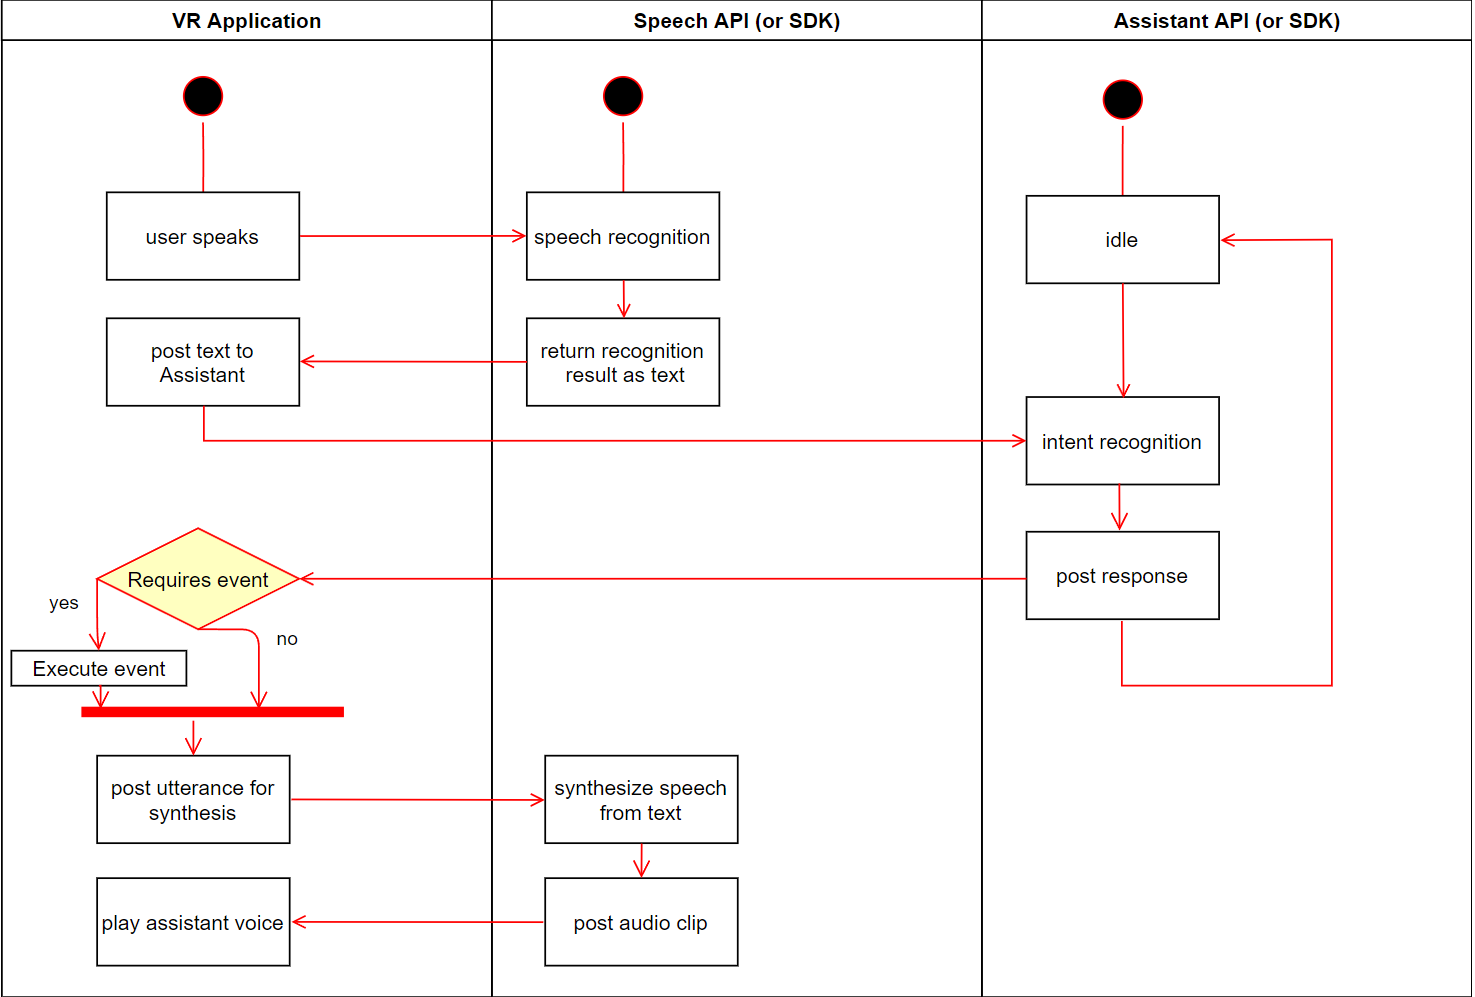 VR Application
Speech API (or SDK)
Assistant API (or SDK)
user speaks
speech recognition
idle
post text to
Assistant
return recognition
result as text
intent recognition
Requires event
post response
yes
no
Execute event
post utterance for
synthesis
synthesize speech
from text
play assistant voice
post audio clip